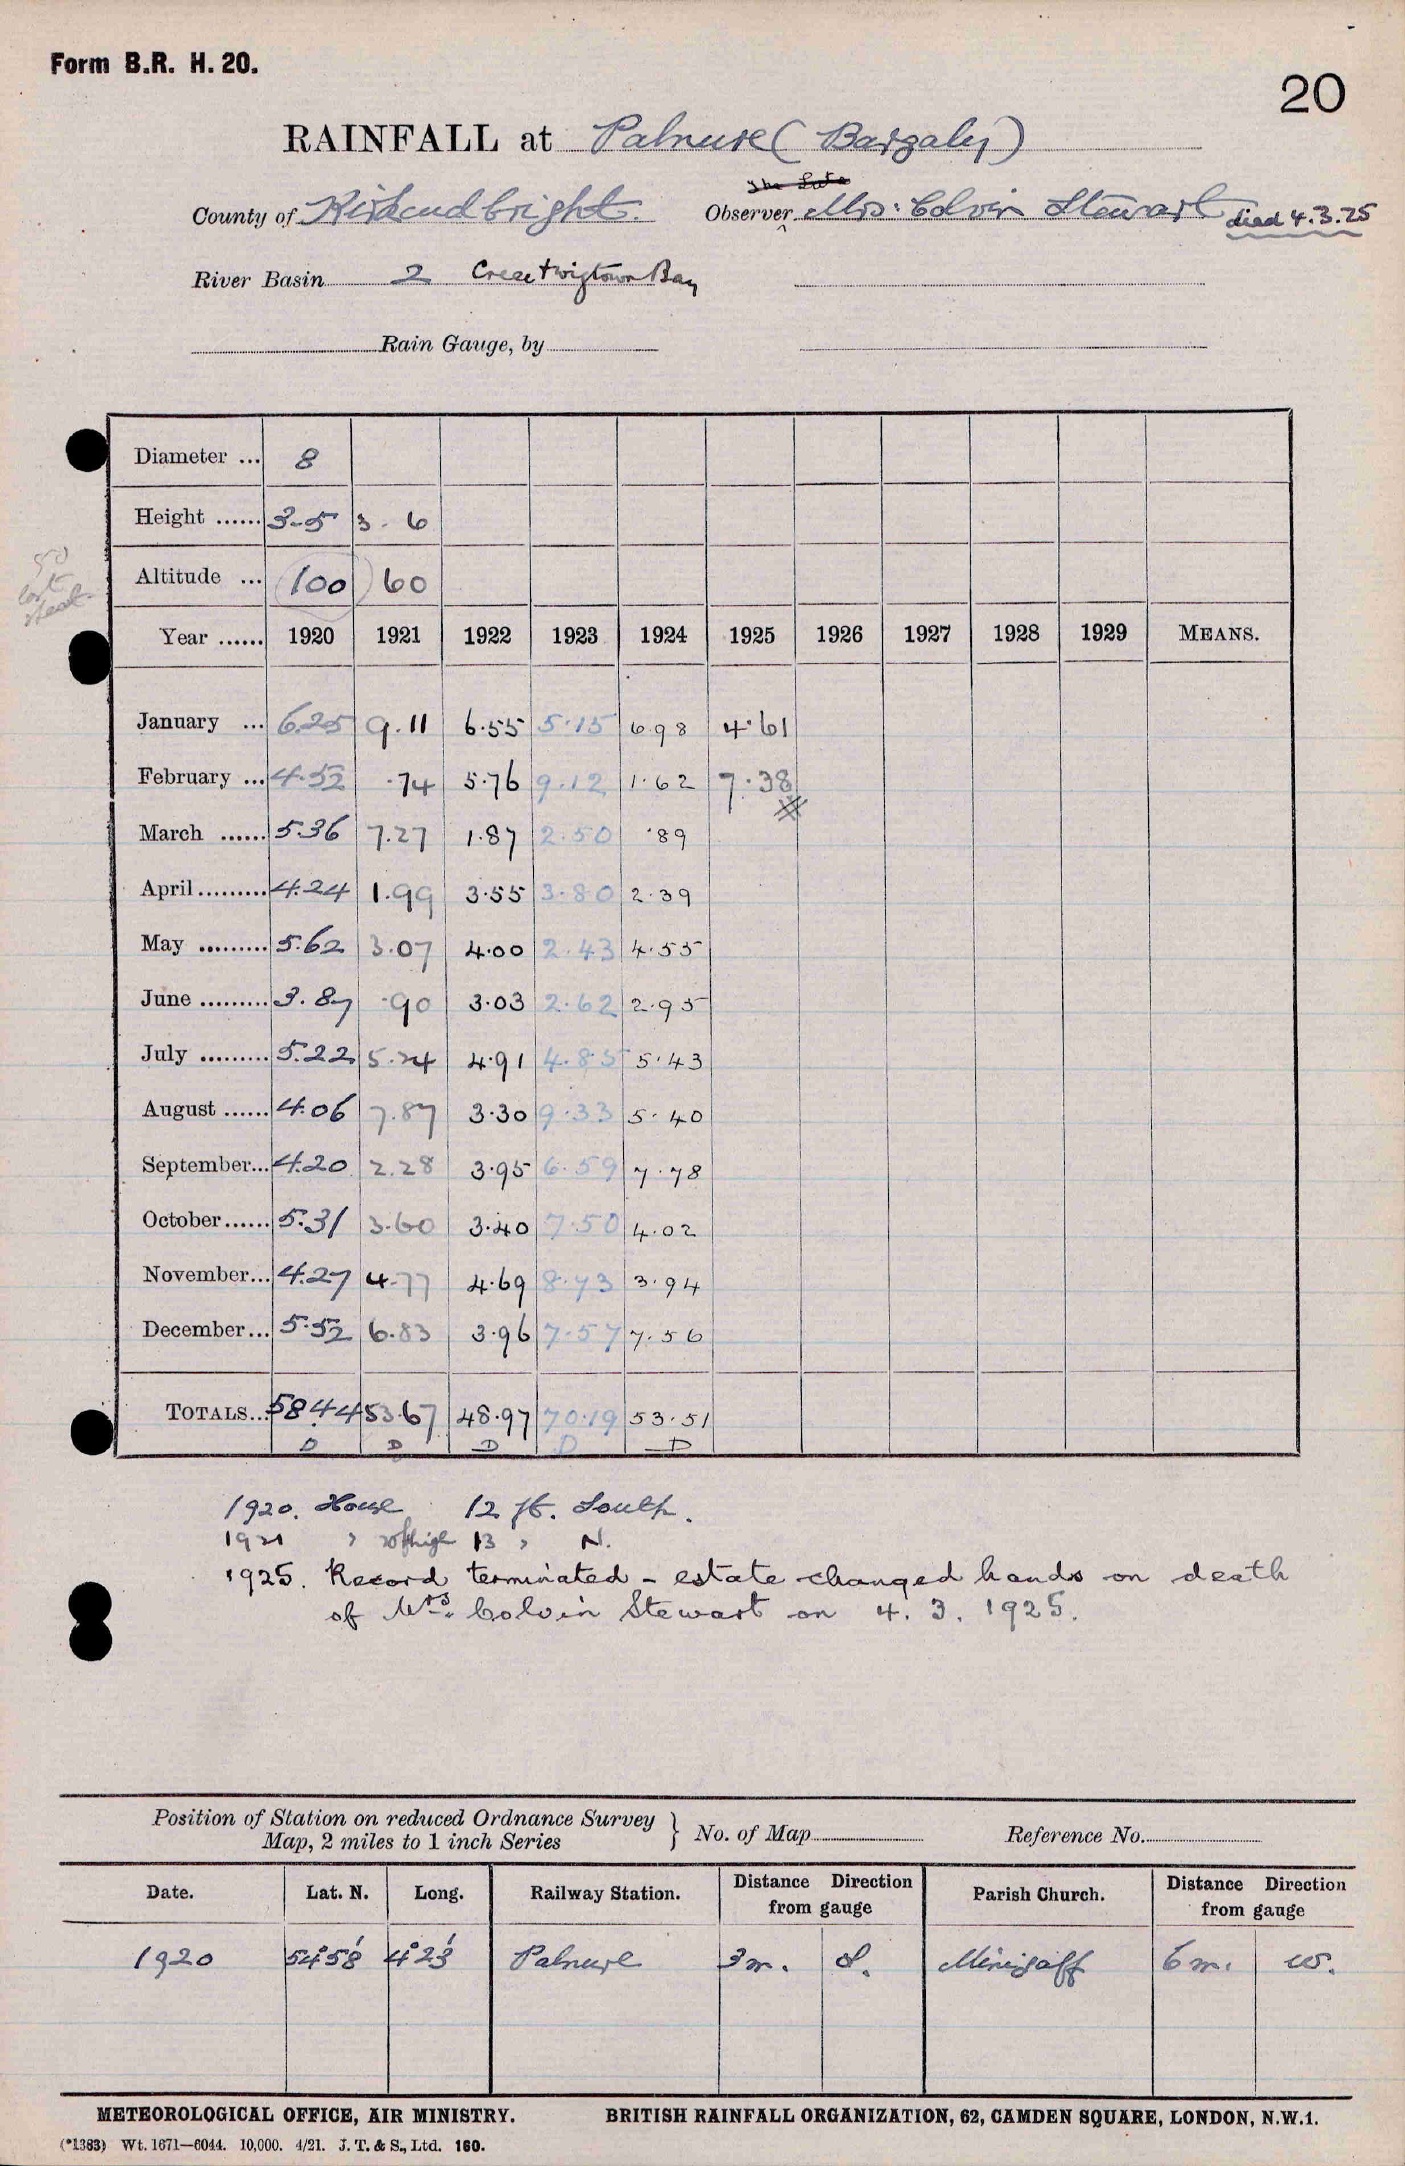 Form B.R. H. 20.
20
RAINFALL at Palnure (Bargaly)
The Late
County of Kirkcudbright. Observer Mrs. Colvin Stewart died 4.3.25
River Basin 2 Cree + Wigtown Bay
Rain Gauge, by
Diameter ... 8
Height ...... 3-5 3-6
Altitude ... 100 60
50
Year ...... 1920 1921 1922 1923 1924 1925 1926 1927 1928 1929 MEANS.
January ... 6.25 9.11 6.55 5.15 6.98 4.61
February ... 4.52 .74 5.76 9.12 1.62 7.38
March ...... 5.36 7.27 1.87 2.50 .89
April ......... 4.24 1.99 3.55 3.80 2.39
May ......... 5.62 3.07 4.00 2.43 4.55
June ......... 3.87 .90 3.03 2.62 2.95
July ......... 5.22 5.24 4.91 4.85 5.43
August ...... 4.06 7.87 3.30 9.33 5.40
September... 4.20 2.28 3.95 6.59 7.78
October ...... 5.31 3.60 3.40 7.50 4.02
November... 4.27 4.77 4.69 8.73 3.94
December... 5.52 6.83 3.96 7.57 7.56
TOTALS... 58.44 53.67 48.97 70.19 53.51
D D D D D
1920. House 12 ft. South.
1921 " high 13 " N.
1925. Record terminated - estate changed hands on death
of Mrs. Colvin Stewart on 4. 3. 1925.
Position of Station on reduced Ordnance Survey
Map, 2 miles to 1 inch Series } No. of Map Reference No.
Date. Lat. N. Long. Railway Station. Distance Direction from gauge Parish Church. Distance Direction from gauge
1920 54°58' 4°23' Palnure 3 m. S. Minigaff 6 m. W.
METEOROLOGICAL OFFICE, AIR MINISTRY. BRITISH RAINFALL ORGANIZATION, 62, CAMDEN SQUARE, LONDON, N.W.1.
(*1383) Wt. 1671—6044. 10,000. 4/21. J. T. & S., Ltd. 160.